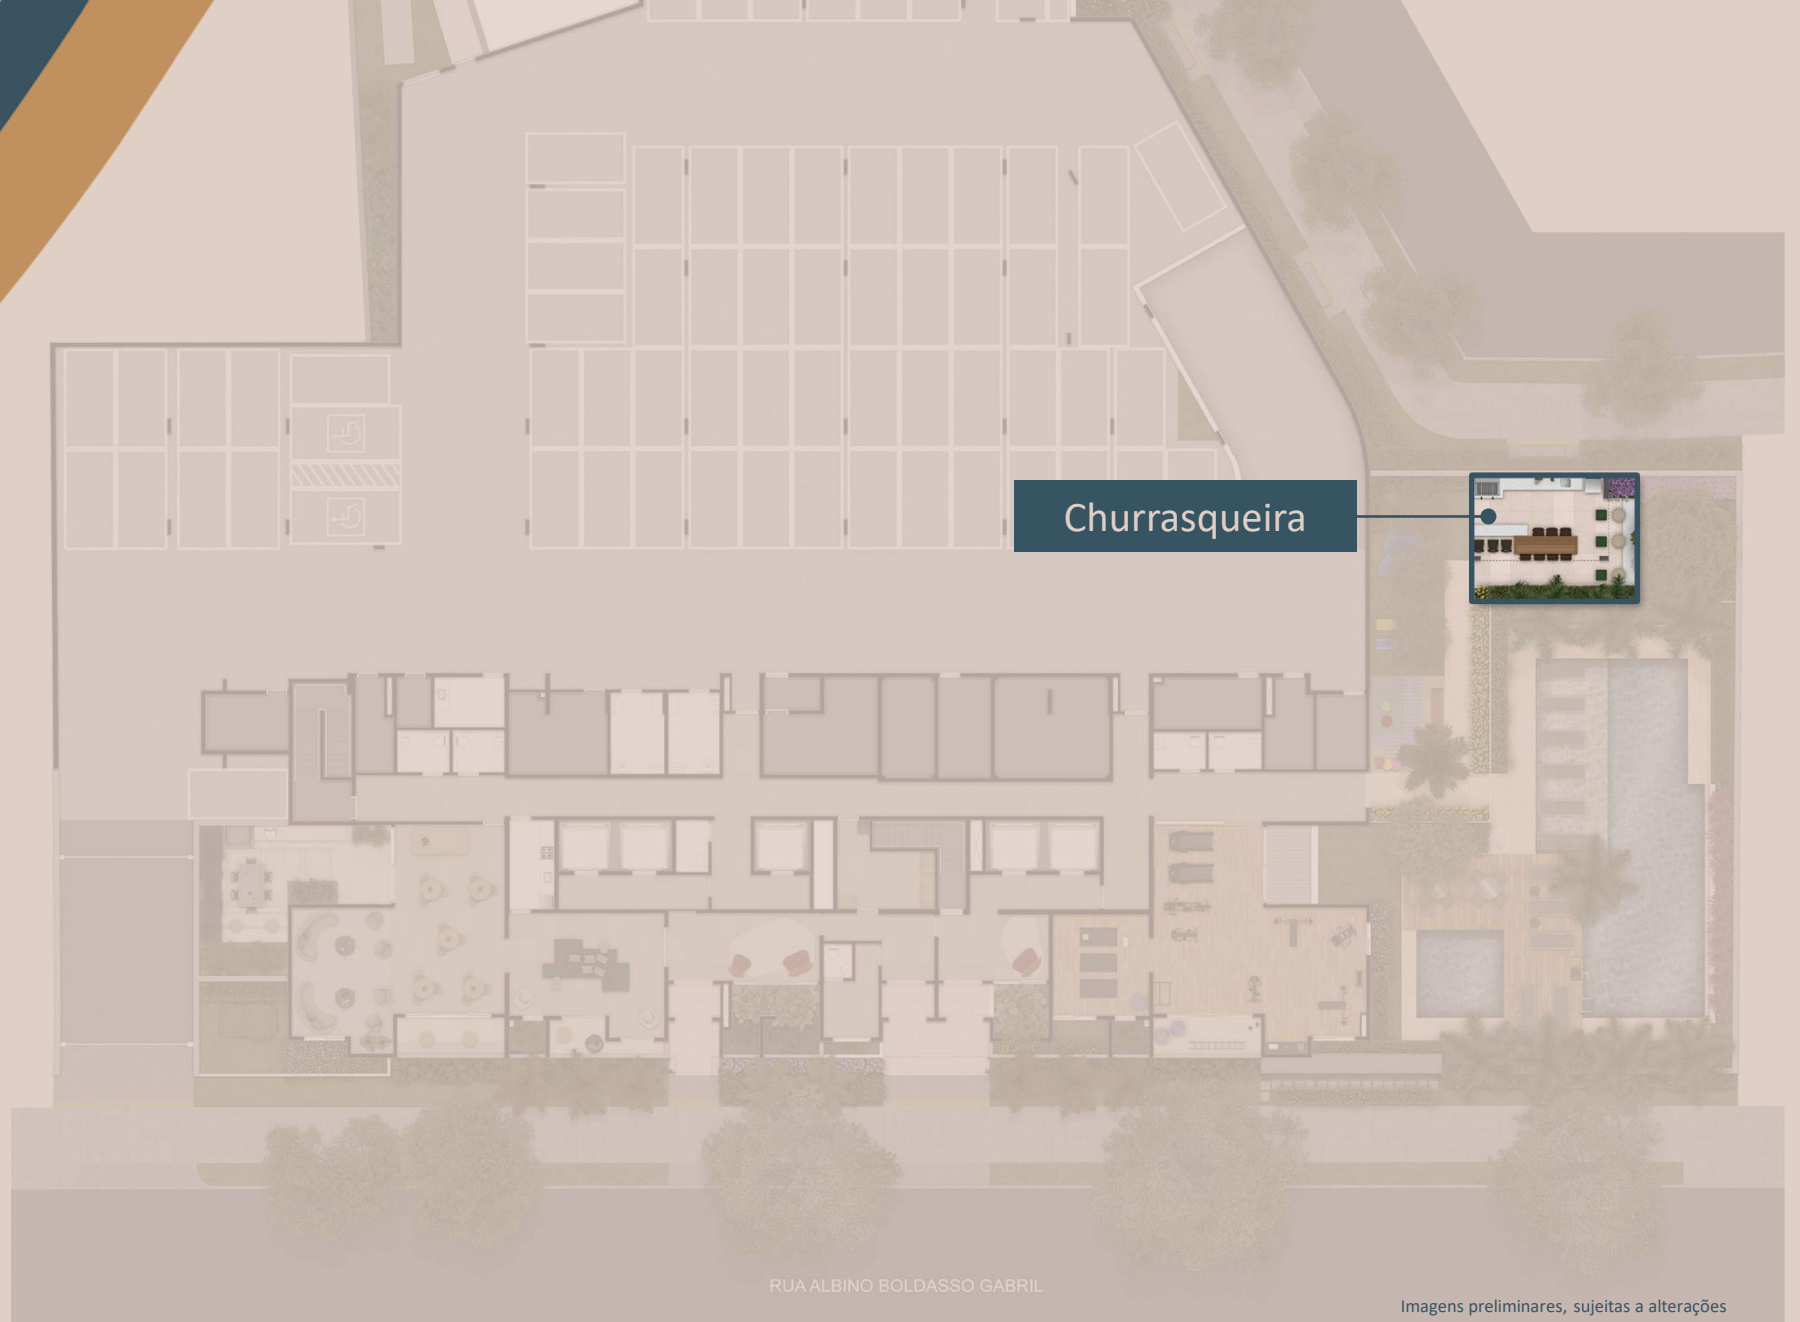 Churrasqueira
RUA ALBINO BOLDASSO GABRIL
Imagens preliminares, sujeitas a alterações